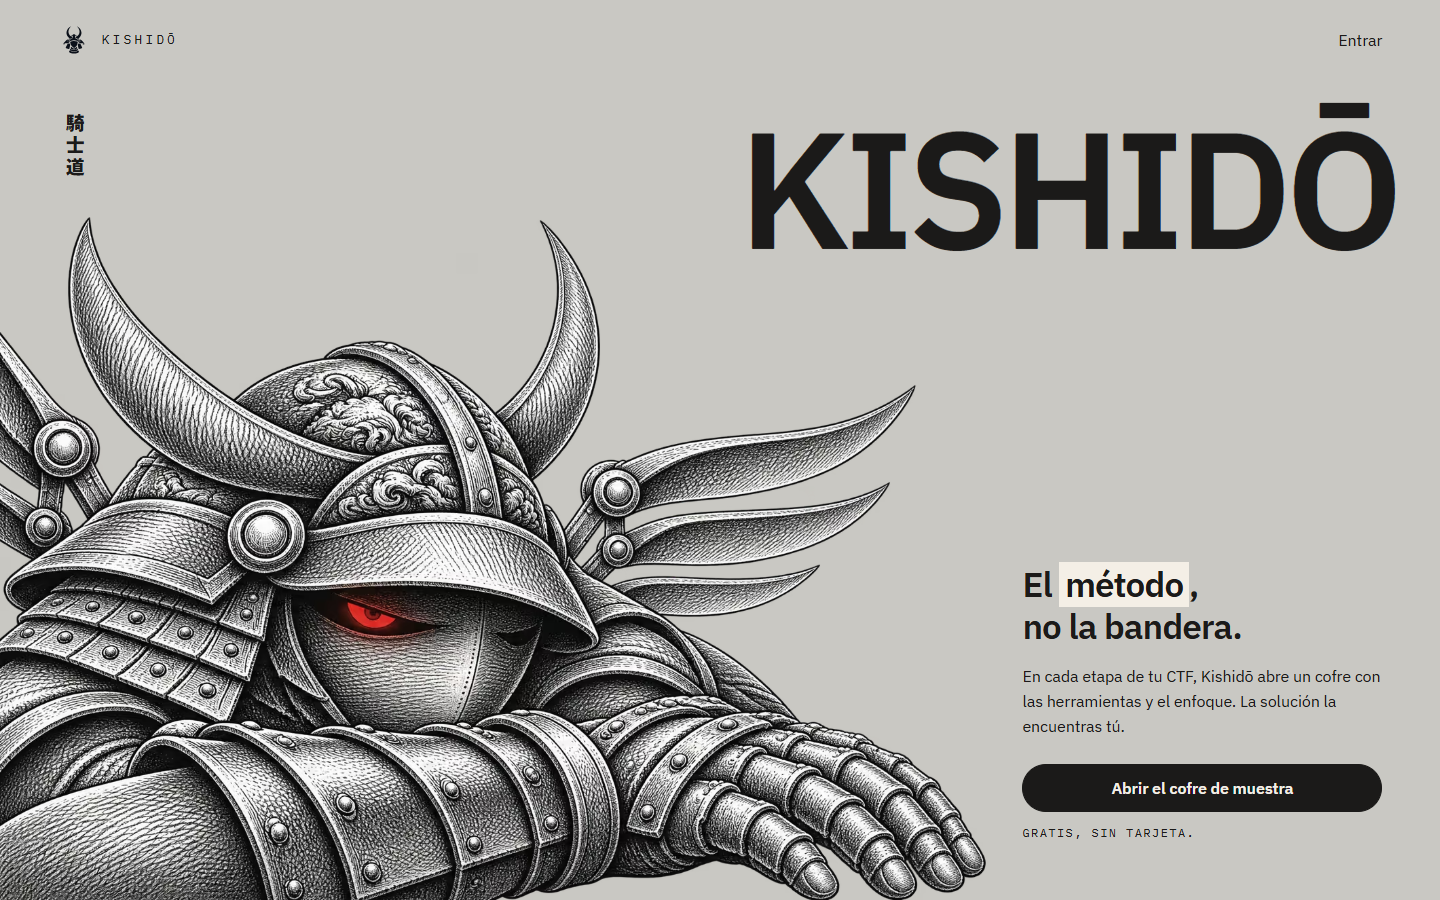 KISHIDŌ
Entrar
騎士道
KISHIDŌ
El método,
no la bandera.
En cada etapa de tu CTF, Kishidō abre un cofre con
las herramientas y el enfoque. La solución la
encuentras tú.
Abrir el cofre de muestra
GRATIS, SIN TARJETA.